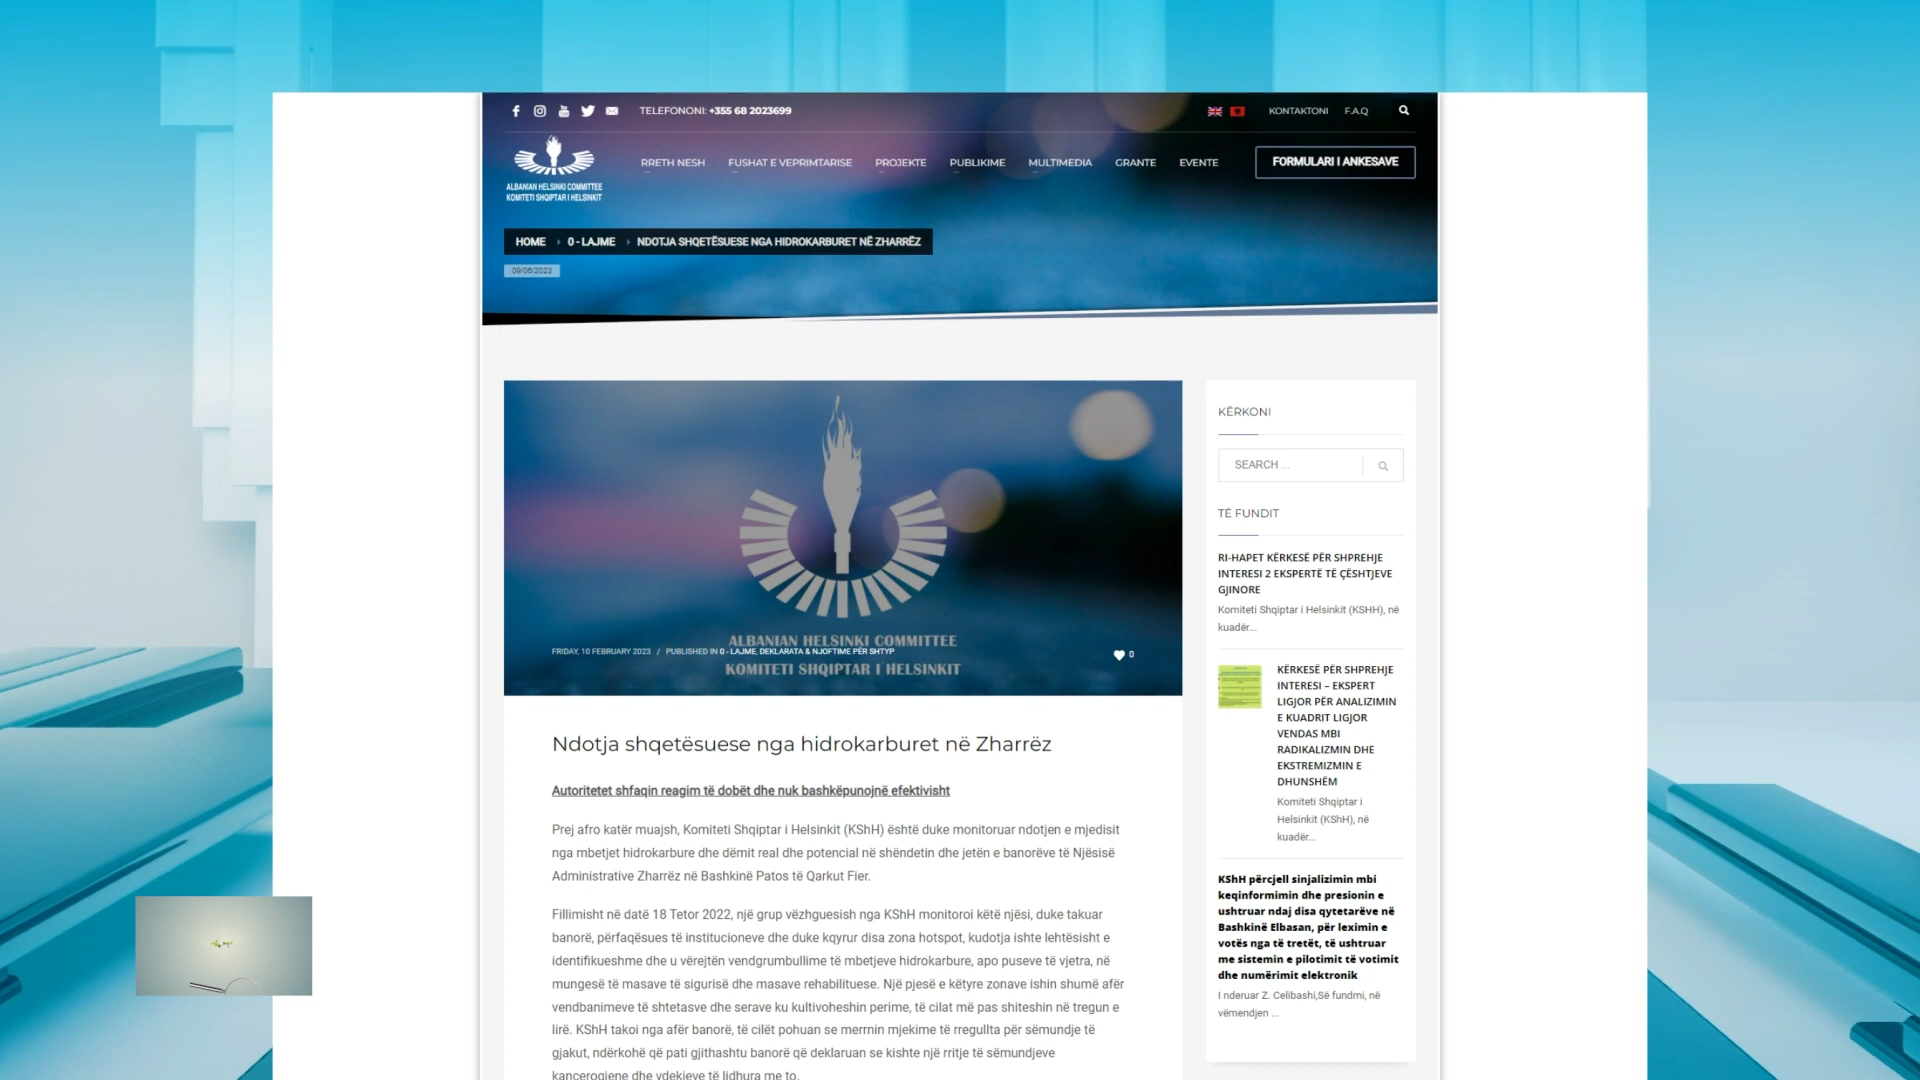 TELEFONONI: +355 68 2023699
KONTAKTONI F.A.Q
ALBANIAN HELSINKI COMMITTEE
KOMITETI SHQIPTAR I HELSINKIT
RRETH NESH FUSHAT E VEPRIMTARISE PROJEKTE PUBLIKIME MULTIMEDIA GRANTE EVENTE FORMULARI I ANKESAVE
HOME 0 - LAJME NDOTJA SHQETËSUESE NGA HIDROKARBURET NË ZHARRËZ
09/06/2023
ALBANIAN HELSINKI COMMITTEE
FRIDAY, 10 FEBRUARY 2023 / PUBLISHED IN 0 - LAJME, DEKLARATA & NJOFTIME PËR SHTYP
0
KOMITETI SHQIPTAR I HELSINKIT
Ndotja shqetësuese nga hidrokarburet në Zharrëz
Autoritetet shfaqin reagim të dobët dhe nuk bashkëpunojnë efektivisht
Prej afro katër muajsh, Komiteti Shqiptar i Helsinkit (KShH) është duke monitoruar ndotjen e mjedisit
nga mbetjet hidrokarbure dhe dëmit real dhe potencial në shëndetin dhe jetën e banorëve të Njësisë
Administrative Zharrëz në Bashkinë Patos të Qarkut Fier.
Fillimisht në datë 18 Tetor 2022, një grup vëzhguesish nga KShH monitoroi këtë njësi, duke takuar
banorë, përfaqësues të institucioneve dhe duke kqyrur disa zona hotspot, kudotja ishte lehtësisht e
identifikueshme dhe u vërejtën vendgrumbullime të mbetjeve hidrokarbure, apo puseve të vjetra, në
mungesë të masave të sigurisë dhe masave rehabilituese. Një pjesë e këtyre zonave ishin shumë afër
vendbanimeve të shtetasve dhe serave ku kultivoheshin perime, të cilat më pas shiteshin në tregun e
lirë. KShH takoi nga afër banorë, të cilët pohuan se merrnin mjekime të rregullta për sëmundje të
gjakut, ndërkohë që pati gjithashtu banorë që deklaruan se kishte një rritje të sëmundjeve
kancerogjene dhe vdekjeve të lidhura me to.
KËRKONI
SEARCH ...
TË FUNDIT
RI-HAPET KËRKESË PËR SHPREHJE
INTERESI 2 EKSPERTË TË ÇËSHTJEVE
GJINORE
Komiteti Shqiptar i Helsinkit (KSHH), në
kuadër...
KËRKESË PËR SHPREHJE
INTERESI – EKSPERT
LIGJOR PËR ANALIZIMIN
E KUADRIT LIGJOR
VENDAS MBI
RADIKALIZMIN DHE
EKSTREMIZMIN E
DHUNSHËM
Komiteti Shqiptar i
Helsinkit (KShH), në
kuadër...
KShH përcjell sinjalizimin mbi
keqinformimin dhe presionin e
ushtruar ndaj disa qytetarëve në
Bashkinë Elbasan, për leximin e
votës nga të tretët, të ushtruar
me sistemin e pilotimit të votimit
dhe numërimit elektronik
I nderuar Z. Celibashi,Së fundmi, në
vëmendjen ...